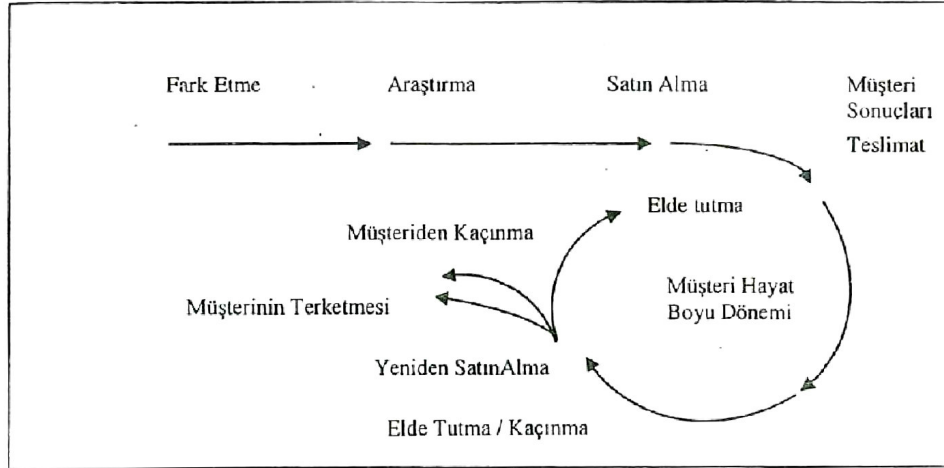 Fark Etme
Araştırma
Satın Alma
Müşteri
Sonuçları
Teslimat
Elde tutma
Müşteriden Kaçınma
Müşteri Hayat
Boyu Dönemi
Müşterinin Terketmesi
Yeniden SatınAlma
Elde Tutma / Kaçınma